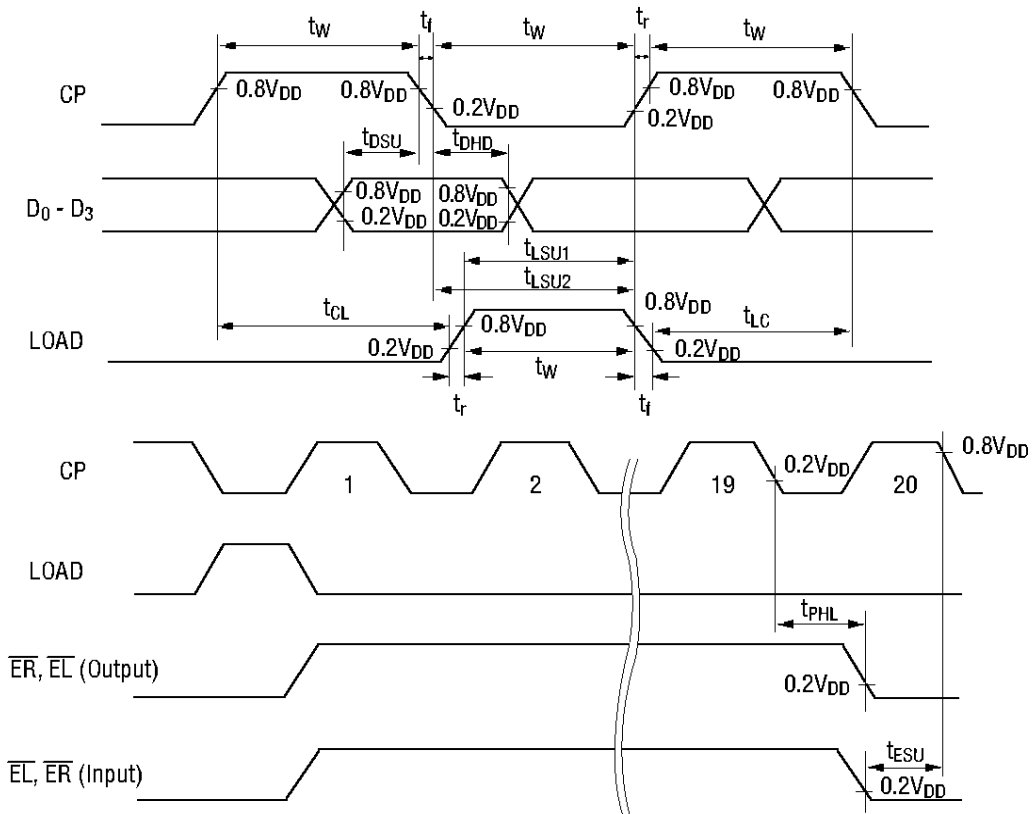 tW tf tW tr tW
CP 0.8VDD 0.8VDD 0.2VDD 0.2VDD 0.8VDD 0.8VDD
tDSU tDHD
D0 - D3 0.8VDD 0.8VDD
0.2VDD 0.2VDD
tLSU1
tLSU2
tCL 0.8VDD tLC
LOAD 0.2VDD 0.8VDD 0.2VDD
tW
tr tf
CP 1 2 19 0.2VDD 20 0.8VDD
LOAD
tPHL
ER, EL (Output) 0.2VDD
tESU
EL, ER (Input) 0.2VDD